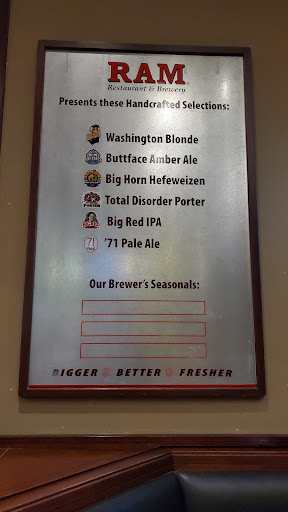 RAM
Restaurant & Brewery
Presents these Handcrafted Selections:
Washington Blonde
Buttface Amber Ale
Big Horn Hefeweizen
Total Disorder Porter
Big Red IPA
71 '71 Pale Ale
Our Brewer's Seasonals:
BIGGER BETTER FRESHER